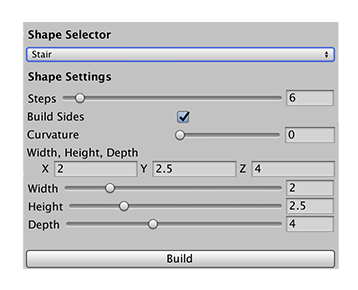 Shape Selector
Stair
Shape Settings
Steps 6
Build Sides
Curvature 0
Width, Height, Depth
X 2 Y 2.5 Z 4
Width 2
Height 2.5
Depth 4
Build